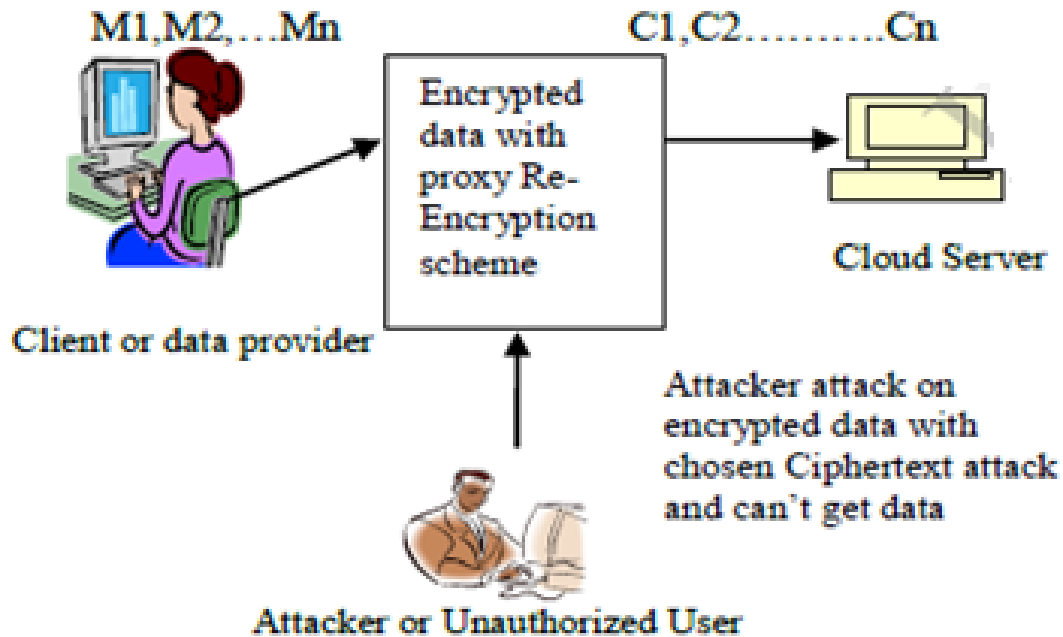 M1,M2,...Mn
C1,C2..........Cn
Encrypted
data with
proxy Re-
Encryption
scheme
Cloud Server
Client or data provider
Attacker attack on
encrypted data with
chosen Ciphertext attack
and can't get data
Attacker or Unauthorized User